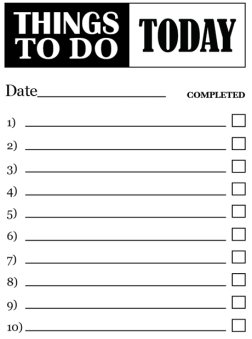 THINGS
TO DO
TODAY
Date
COMPLETED
1)
2)
3)
4)
5)
6)
7)
8)
9)
10)